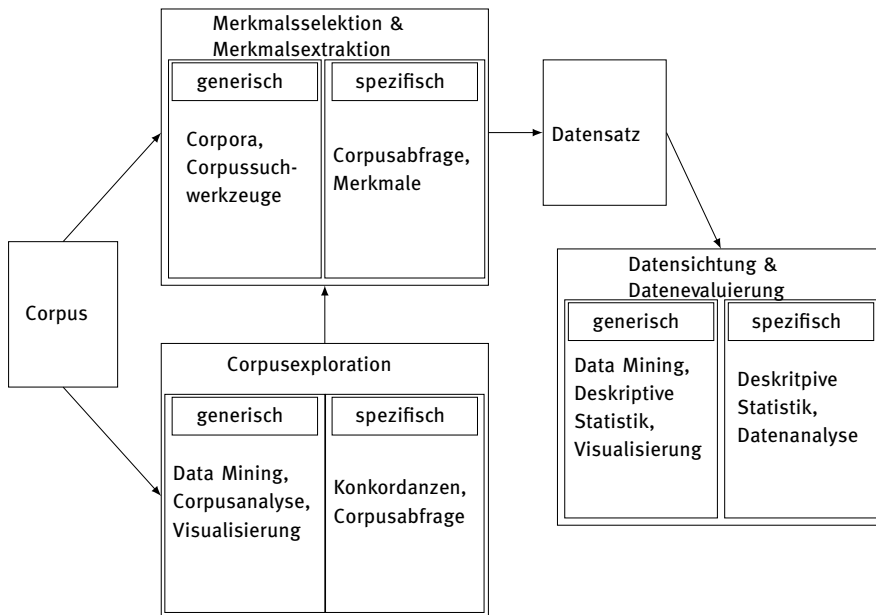 Merkmalsselektion &
Merkmalsextraktion
generisch
Corpora,
Corpussuch-
werkzeuge
spezifisch
Corpusabfrage,
Merkmale
Datensatz
Corpus
Datensichtung &
Datenevaluierung
generisch
Data Mining,
Deskriptive
Statistik,
Visualisierung
spezifisch
Deskritpive
Statistik,
Datenanalyse
Corpusexploration
generisch
Data Mining,
Corpusanalyse,
Visualisierung
spezifisch
Konkordanzen,
Corpusabfrage